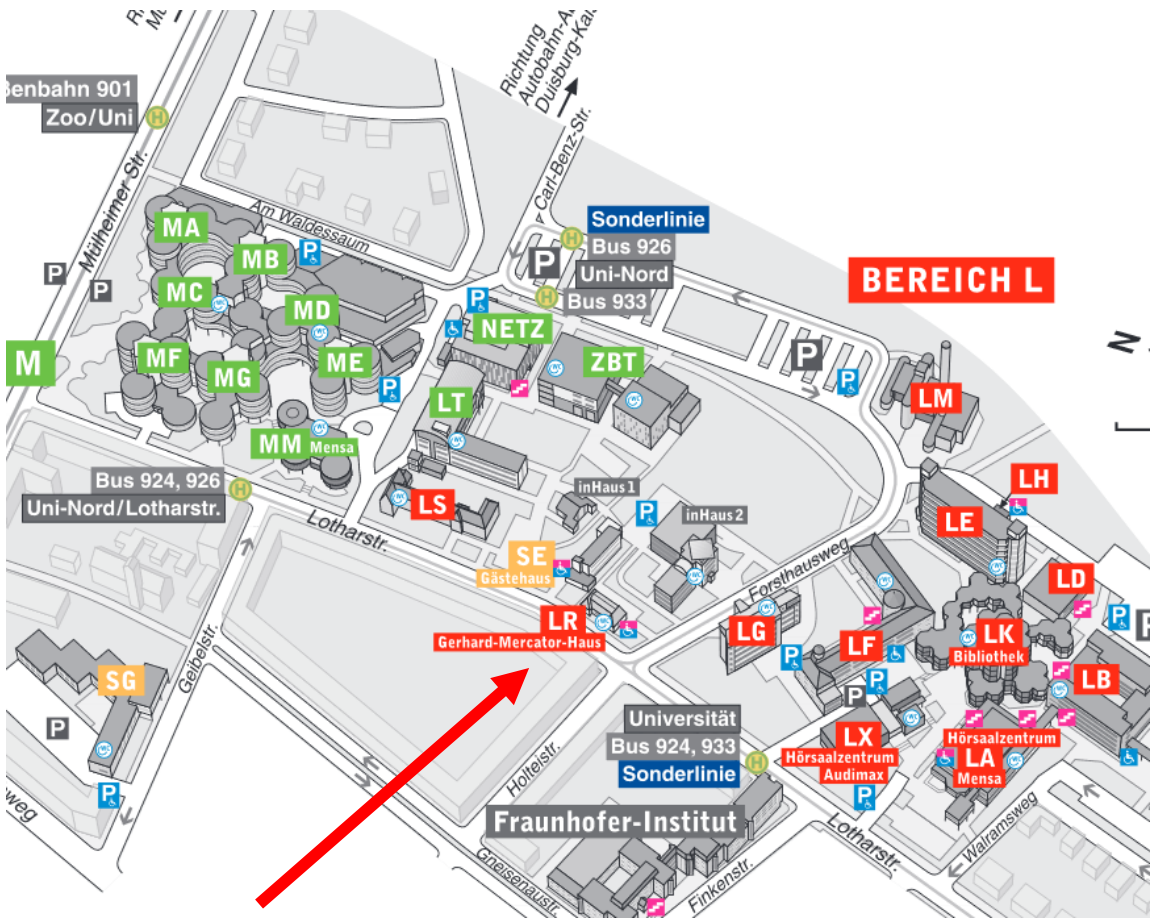 Richtung
Autobahn-A
Duisburg-Kai
Benbahn 901
Zoo/Uni
H
Mülheimer Str.
Carl-Benz-Str.
Am Waldessaum
Sonderlinie
H
Bus 926
Uni-Nord
H Bus 933
P
BEREICH L
MA
MB
MC
MD
MF
MG
ME
M
MM Mensa
P
P
NETZ
ZBT
LT
P
LM
N
Bus 924, 926
Uni-Nord/Lotharstr.
H
Lotharstr.
LS
inHaus1
inHaus2
LH
LE
SE
Gästehaus
LR
Gerhard-Mercator-Haus
Forsthausweg
LG
LF
LK
Bibliothek
LD
LB
P
SG
Geibelstr.
P
sweg
Universität
Bus 924, 933
Sonderlinie
H
P
LX
Hörsaalzentrum
Audimax
Hörsaalzentrum
LA
Mensa
Holteistr.
Fraunhofer-Institut
Gneisenaustr.
Finkenstr.
Lotharstr.
Walramsweg